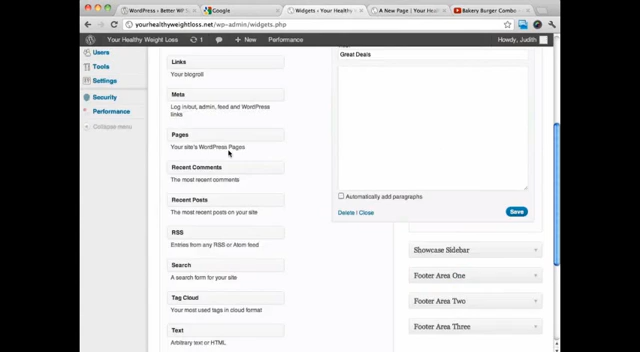 WordPress › Better WP S
Google
Widgets ‹ Your Healthy W
A New Page | Your Health
Bakery Burger Combo
yourhealthyweightloss.net/wp-admin/widgets.php
Your Healthy Weight Loss
1
+ New
Performance
Howdy, Judith
Users
Tools
Settings
Security
Performance
Collapse menu
Links
Your blogroll
Meta
Log in/out, admin, feed and WordPress
links
Pages
Your site's WordPress Pages
Recent Comments
The most recent comments
Recent Posts
The most recent posts on your site
RSS
Entries from any RSS or Atom feed
Search
A search form for your site
Tag Cloud
Your most used tags in cloud format
Text
Arbitrary text or HTML
Great Deals
Automatically add paragraphs
Delete | Close
Save
Showcase Sidebar
Footer Area One
Footer Area Two
Footer Area Three